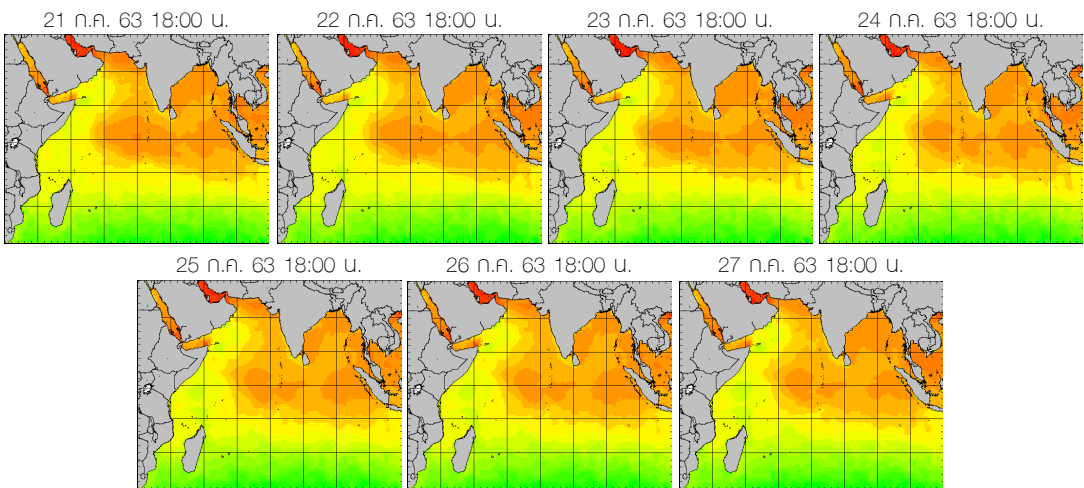 21 ก.ค. 63 18:00 น.
22 ก.ค. 63 18:00 น.
23 ก.ค. 63 18:00 น.
24 ก.ค. 63 18:00 น.
25 ก.ค. 63 18:00 น.
26 ก.ค. 63 18:00 น.
27 ก.ค. 63 18:00 น.